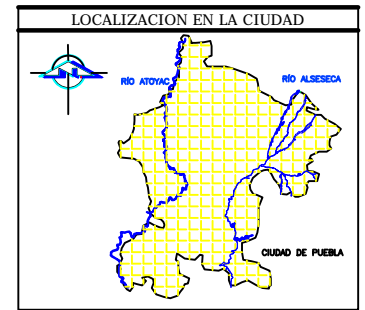 LOCALIZACION EN LA CIUDAD
RÍO ATOYAC
RÍO ALSESECA
CIUDAD DE PUEBLA